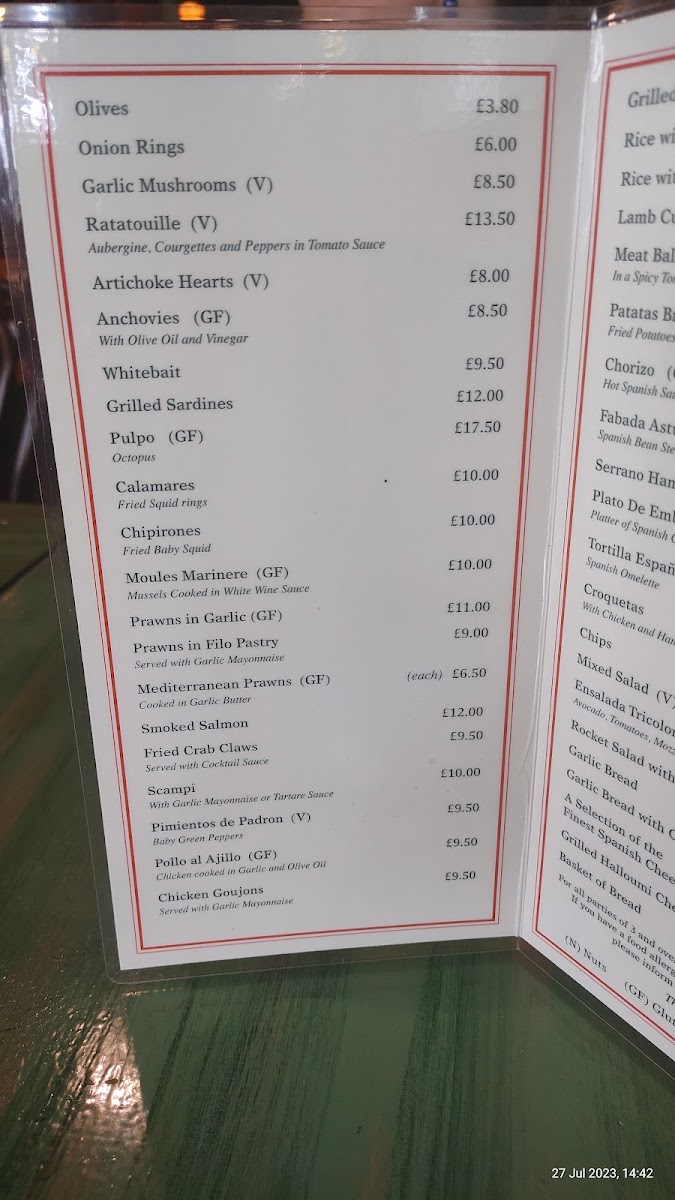 Olives £3.80
Onion Rings £6.00
Garlic Mushrooms (V) £8.50
Ratatouille (V) £13.50
Aubergine, Courgettes and Peppers in Tomato Sauce
Artichoke Hearts (V) £8.00
Anchovies (GF) £8.50
With Olive Oil and Vinegar
Whitebait £9.50
Grilled Sardines £12.00
Pulpo (GF) £17.50
Octopus
Calamares £10.00
Fried Squid rings
Chipirones £10.00
Fried Baby Squid
Moules Marinere (GF) £10.00
Mussels Cooked in White Wine Sauce
Prawns in Garlic (GF) £11.00
Prawns in Filo Pastry £9.00
Served with Garlic Mayonnaise
Mediterranean Prawns (GF) (each) £6.50
Cooked in Garlic Butter
Smoked Salmon £12.00
Fried Crab Claws £9.50
Served with Cocktail Sauce
Scampi £10.00
With Garlic Mayonnaise or Tartare Sauce
Pimientos de Padron (V) £9.50
Baby Green Peppers
Pollo al Ajillo (GF) £9.50
Chicken cooked in Garlic and Olive Oil
Chicken Goujons £9.50
Served with Garlic Mayonnaise
Grilled
Rice
Rice
Lamb
Meat
In a Spicy
Patatas
Fried Potatoes
Chorizo
Hot Spanish
Fabada
Spanish Bean
Serrano
Plato De
Platter of Spanish
Tortilla
Spanish Omelette
Croquetas
With Chicken and
Chips
Mixed Salad (V)
Ensalada
Avocado, Tomatoes,
Rocket Salad with
Garlic Bread
Garlic Bread with
A Selection of the
Finest Spanish
Grilled Halloumi
Basket of Bread
For all parties of 3 and
If you have a food
please inform
(N) Nuts (GF)
27 Jul 2023, 14:42